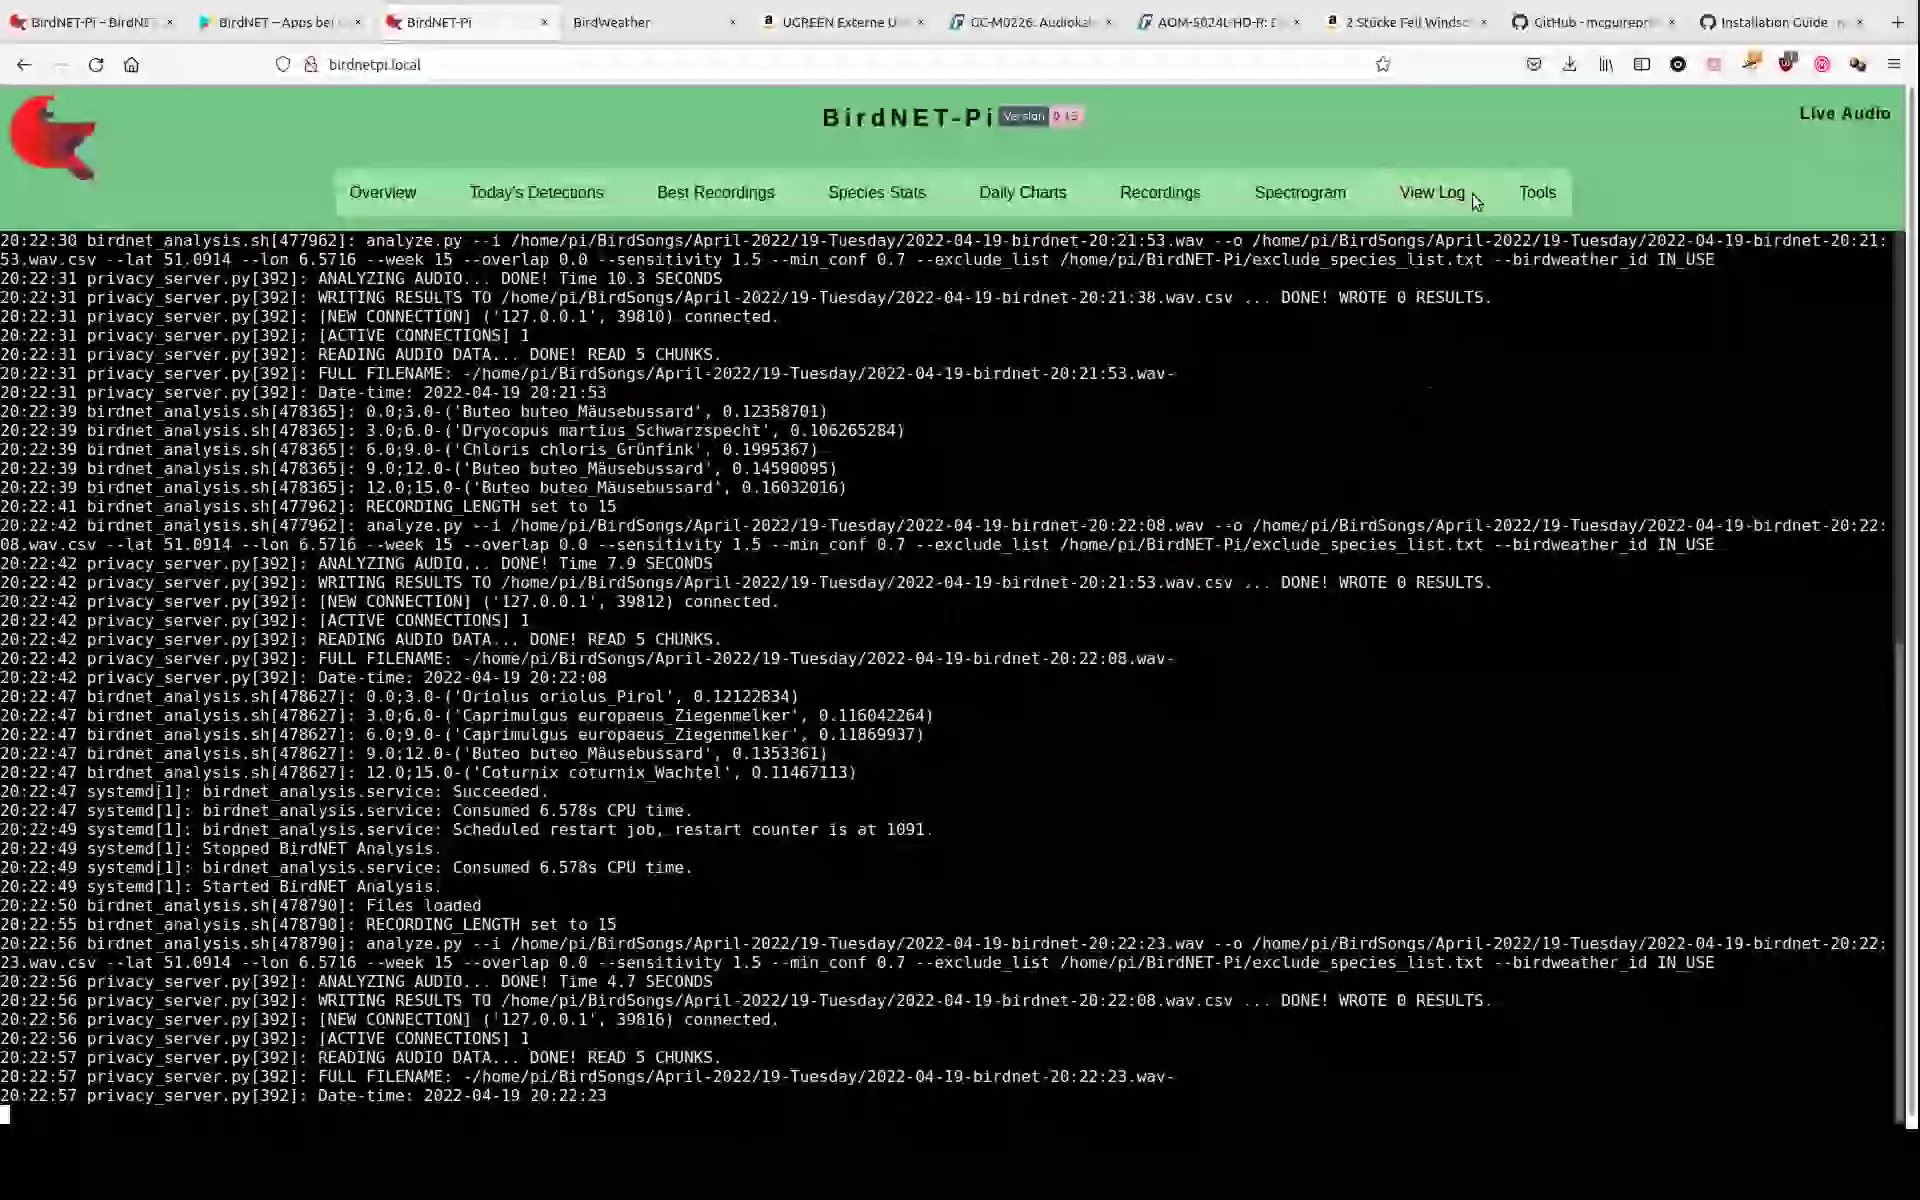 BirdNET-Pi – BirdNE
BirdNET – Apps bei G
BirdNET-Pi
BirdWeather
UGREEN Externe U
GC-M0226: Audiokal
AOM-5024L-HD-R: E
2 Stücke Fell Windsc
GitHub - mcguirepr
Installation Guide · m
birdnetpi.local
BirdNET-Pi
Version 0.13
Live Audio
Overview
Today's Detections
Best Recordings
Species Stats
Daily Charts
Recordings
Spectrogram
View Log
Tools
20:22:30 birdnet_analysis.sh[477962]: analyze.py --i /home/pi/BirdSongs/April-2022/19-Tuesday/2022-04-19-birdnet-20:21:53.wav --o /home/pi/BirdSongs/April-2022/19-Tuesday/2022-04-19-birdnet-20:21:
53.wav.csv --lat 51.0914 --lon 6.5716 --week 15 --overlap 0.0 --sensitivity 1.5 --min_conf 0.7 --exclude_list /home/pi/BirdNET-Pi/exclude_species_list.txt --birdweather_id IN_USE
20:22:31 privacy_server.py[392]: ANALYZING AUDIO... DONE! Time 10.3 SECONDS
20:22:31 privacy_server.py[392]: WRITING RESULTS TO /home/pi/BirdSongs/April-2022/19-Tuesday/2022-04-19-birdnet-20:21:38.wav.csv ... DONE! WROTE 0 RESULTS.
20:22:31 privacy_server.py[392]: [NEW CONNECTION] ('127.0.0.1', 39810) connected.
20:22:31 privacy_server.py[392]: [ACTIVE CONNECTIONS] 1
20:22:31 privacy_server.py[392]: READING AUDIO DATA... DONE! READ 5 CHUNKS.
20:22:31 privacy_server.py[392]: FULL FILENAME: -/home/pi/BirdSongs/April-2022/19-Tuesday/2022-04-19-birdnet-20:21:53.wav-
20:22:31 privacy_server.py[392]: Date-time: 2022-04-19 20:21:53
20:22:39 birdnet_analysis.sh[478365]: 0.0;3.0-('Buteo buteo_Mäusebussard', 0.12358701)
20:22:39 birdnet_analysis.sh[478365]: 3.0;6.0-('Dryocopus martius_Schwarzspecht', 0.106265284)
20:22:39 birdnet_analysis.sh[478365]: 6.0;9.0-('Chloris chloris_Grünfink', 0.1995367)
20:22:39 birdnet_analysis.sh[478365]: 9.0;12.0-('Buteo buteo_Mäusebussard', 0.14590095)
20:22:39 birdnet_analysis.sh[478365]: 12.0;15.0-('Buteo buteo_Mäusebussard', 0.16032016)
20:22:41 birdnet_analysis.sh[477962]: RECORDING_LENGTH set to 15
20:22:42 birdnet_analysis.sh[477962]: analyze.py --i /home/pi/BirdSongs/April-2022/19-Tuesday/2022-04-19-birdnet-20:22:08.wav --o /home/pi/BirdSongs/April-2022/19-Tuesday/2022-04-19-birdnet-20:22:
08.wav.csv --lat 51.0914 --lon 6.5716 --week 15 --overlap 0.0 --sensitivity 1.5 --min_conf 0.7 --exclude_list /home/pi/BirdNET-Pi/exclude_species_list.txt --birdweather_id IN_USE
20:22:42 privacy_server.py[392]: ANALYZING AUDIO... DONE! Time 7.9 SECONDS
20:22:42 privacy_server.py[392]: WRITING RESULTS TO /home/pi/BirdSongs/April-2022/19-Tuesday/2022-04-19-birdnet-20:21:53.wav.csv ... DONE! WROTE 0 RESULTS.
20:22:42 privacy_server.py[392]: [NEW CONNECTION] ('127.0.0.1', 39812) connected.
20:22:42 privacy_server.py[392]: [ACTIVE CONNECTIONS] 1
20:22:42 privacy_server.py[392]: READING AUDIO DATA... DONE! READ 5 CHUNKS.
20:22:42 privacy_server.py[392]: FULL FILENAME: -/home/pi/BirdSongs/April-2022/19-Tuesday/2022-04-19-birdnet-20:22:08.wav-
20:22:42 privacy_server.py[392]: Date-time: 2022-04-19 20:22:08
20:22:47 birdnet_analysis.sh[478627]: 0.0;3.0-('Oriolus oriolus_Pirol', 0.12122834)
20:22:47 birdnet_analysis.sh[478627]: 3.0;6.0-('Caprimulgus europaeus_Ziegenmelker', 0.116042264)
20:22:47 birdnet_analysis.sh[478627]: 6.0;9.0-('Caprimulgus europaeus_Ziegenmelker', 0.11869937)
20:22:47 birdnet_analysis.sh[478627]: 9.0;12.0-('Buteo buteo_Mäusebussard', 0.1353361)
20:22:47 birdnet_analysis.sh[478627]: 12.0;15.0-('Coturnix coturnix_Wachtel', 0.11467113)
20:22:47 systemd[1]: birdnet_analysis.service: Succeeded.
20:22:47 systemd[1]: birdnet_analysis.service: Consumed 6.578s CPU time.
20:22:49 systemd[1]: birdnet_analysis.service: Scheduled restart job, restart counter is at 1091.
20:22:49 systemd[1]: Stopped BirdNET Analysis.
20:22:49 systemd[1]: birdnet_analysis.service: Consumed 6.578s CPU time.
20:22:49 systemd[1]: Started BirdNET Analysis.
20:22:50 birdnet_analysis.sh[478790]: Files loaded
20:22:55 birdnet_analysis.sh[478790]: RECORDING_LENGTH set to 15
20:22:56 birdnet_analysis.sh[478790]: analyze.py --i /home/pi/BirdSongs/April-2022/19-Tuesday/2022-04-19-birdnet-20:22:23.wav --o /home/pi/BirdSongs/April-2022/19-Tuesday/2022-04-19-birdnet-20:22:
23.wav.csv --lat 51.0914 --lon 6.5716 --week 15 --overlap 0.0 --sensitivity 1.5 --min_conf 0.7 --exclude_list /home/pi/BirdNET-Pi/exclude_species_list.txt --birdweather_id IN_USE
20:22:56 privacy_server.py[392]: ANALYZING AUDIO... DONE! Time 4.7 SECONDS
20:22:56 privacy_server.py[392]: WRITING RESULTS TO /home/pi/BirdSongs/April-2022/19-Tuesday/2022-04-19-birdnet-20:22:08.wav.csv ... DONE! WROTE 0 RESULTS.
20:22:56 privacy_server.py[392]: [NEW CONNECTION] ('127.0.0.1', 39816) connected.
20:22:56 privacy_server.py[392]: [ACTIVE CONNECTIONS] 1
20:22:57 privacy_server.py[392]: READING AUDIO DATA... DONE! READ 5 CHUNKS.
20:22:57 privacy_server.py[392]: FULL FILENAME: -/home/pi/BirdSongs/April-2022/19-Tuesday/2022-04-19-birdnet-20:22:23.wav-
20:22:57 privacy_server.py[392]: Date-time: 2022-04-19 20:22:23